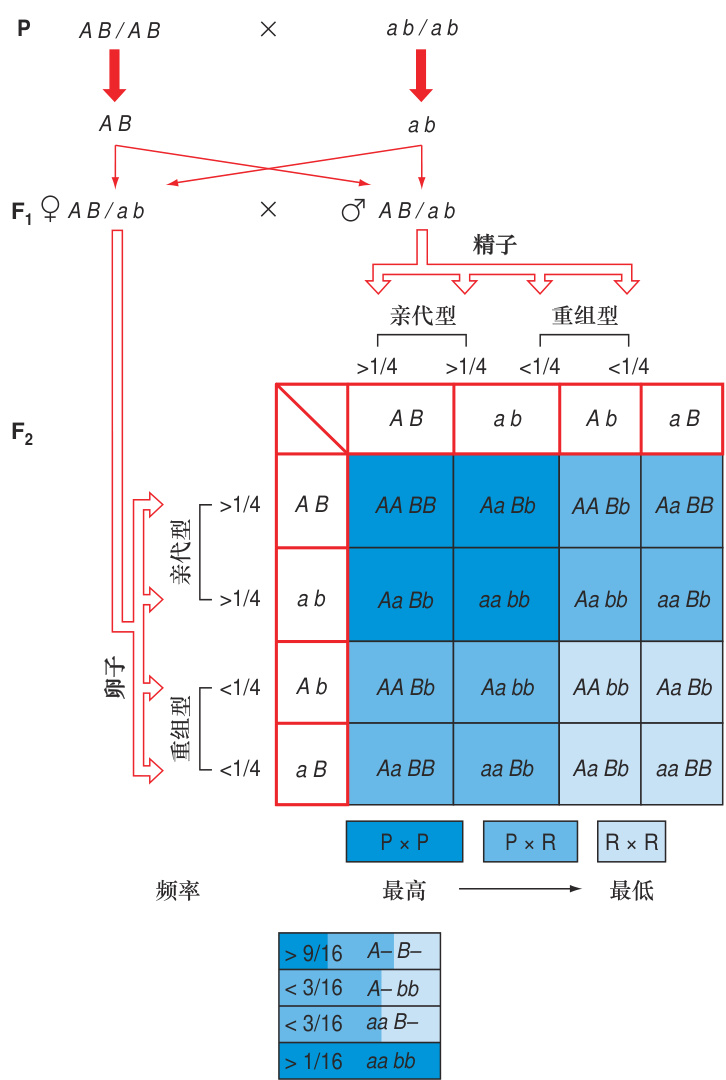 P AB/AB × ab/ab
AB ab
F1 ♀ AB/ab × ♂ AB/ab
精子
亲代型 重组型
>1/4 >1/4 <1/4 <1/4
F2
AB ab Ab aB
>1/4 AB AA BB Aa Bb AA Bb Aa BB
亲代型
>1/4 ab Aa Bb aa bb Aa bb aa Bb
卵子
<1/4 Ab AA Bb Aa bb AA bb Aa Bb
重组型
<1/4 aB Aa BB aa Bb Aa Bb aa BB
P × P P × R R × R
频率 最高 最低
> 9/16 A– B–
< 3/16 A– bb
< 3/16 aa B–
> 1/16 aa bb